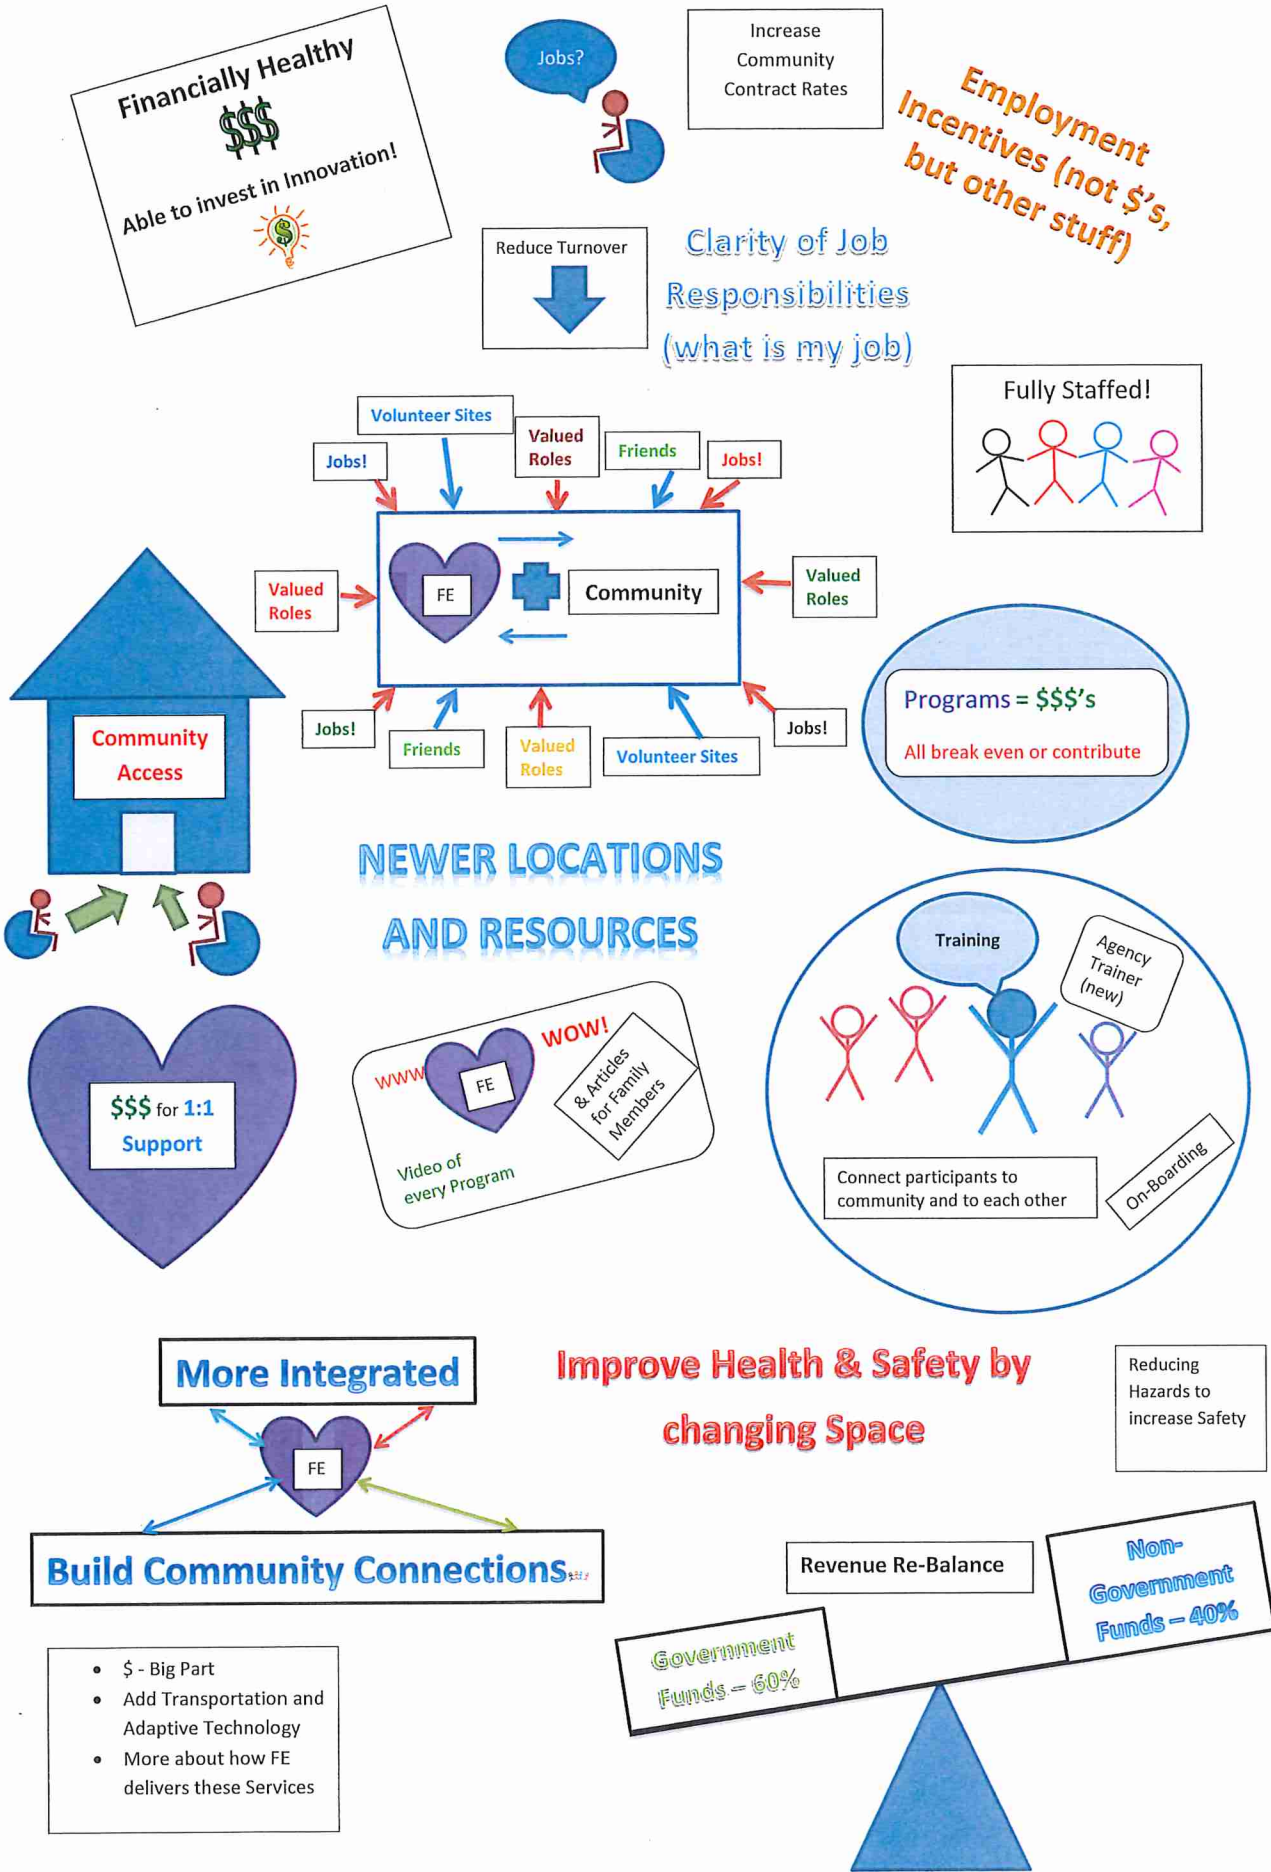 Financially Healthy
$$$
Able to invest in Innovation!
$
Jobs?
Increase
Community
Contract Rates
Employment
Incentives (not $'s,
but other stuff)
Reduce Turnover
Clarity of Job
Responsibilities
(what is my job)
Fully Staffed!
Volunteer Sites
Jobs!
Valued
Roles
Friends
Jobs!
Valued
Roles
FE
Community
Valued
Roles
Jobs!
Friends
Valued
Roles
Volunteer Sites
Jobs!
Community
Access
Programs = $$$'s
All break even or contribute
NEWER LOCATIONS
AND RESOURCES
Training
Agency
Trainer
(new)
Connect participants to
community and to each other
On-Boarding
$$$ for 1:1
Support
WWW
FE
WOW!
& Articles
for Family
Members
Video of
every Program
More Integrated
FE
Build Community Connections
Improve Health & Safety by
changing Space
Reducing
Hazards to
increase Safety
Revenue Re-Balance
Government
Funds – 60%
Non-
Government
Funds – 40%
• $ - Big Part
• Add Transportation and
Adaptive Technology
• More about how FE
delivers these Services